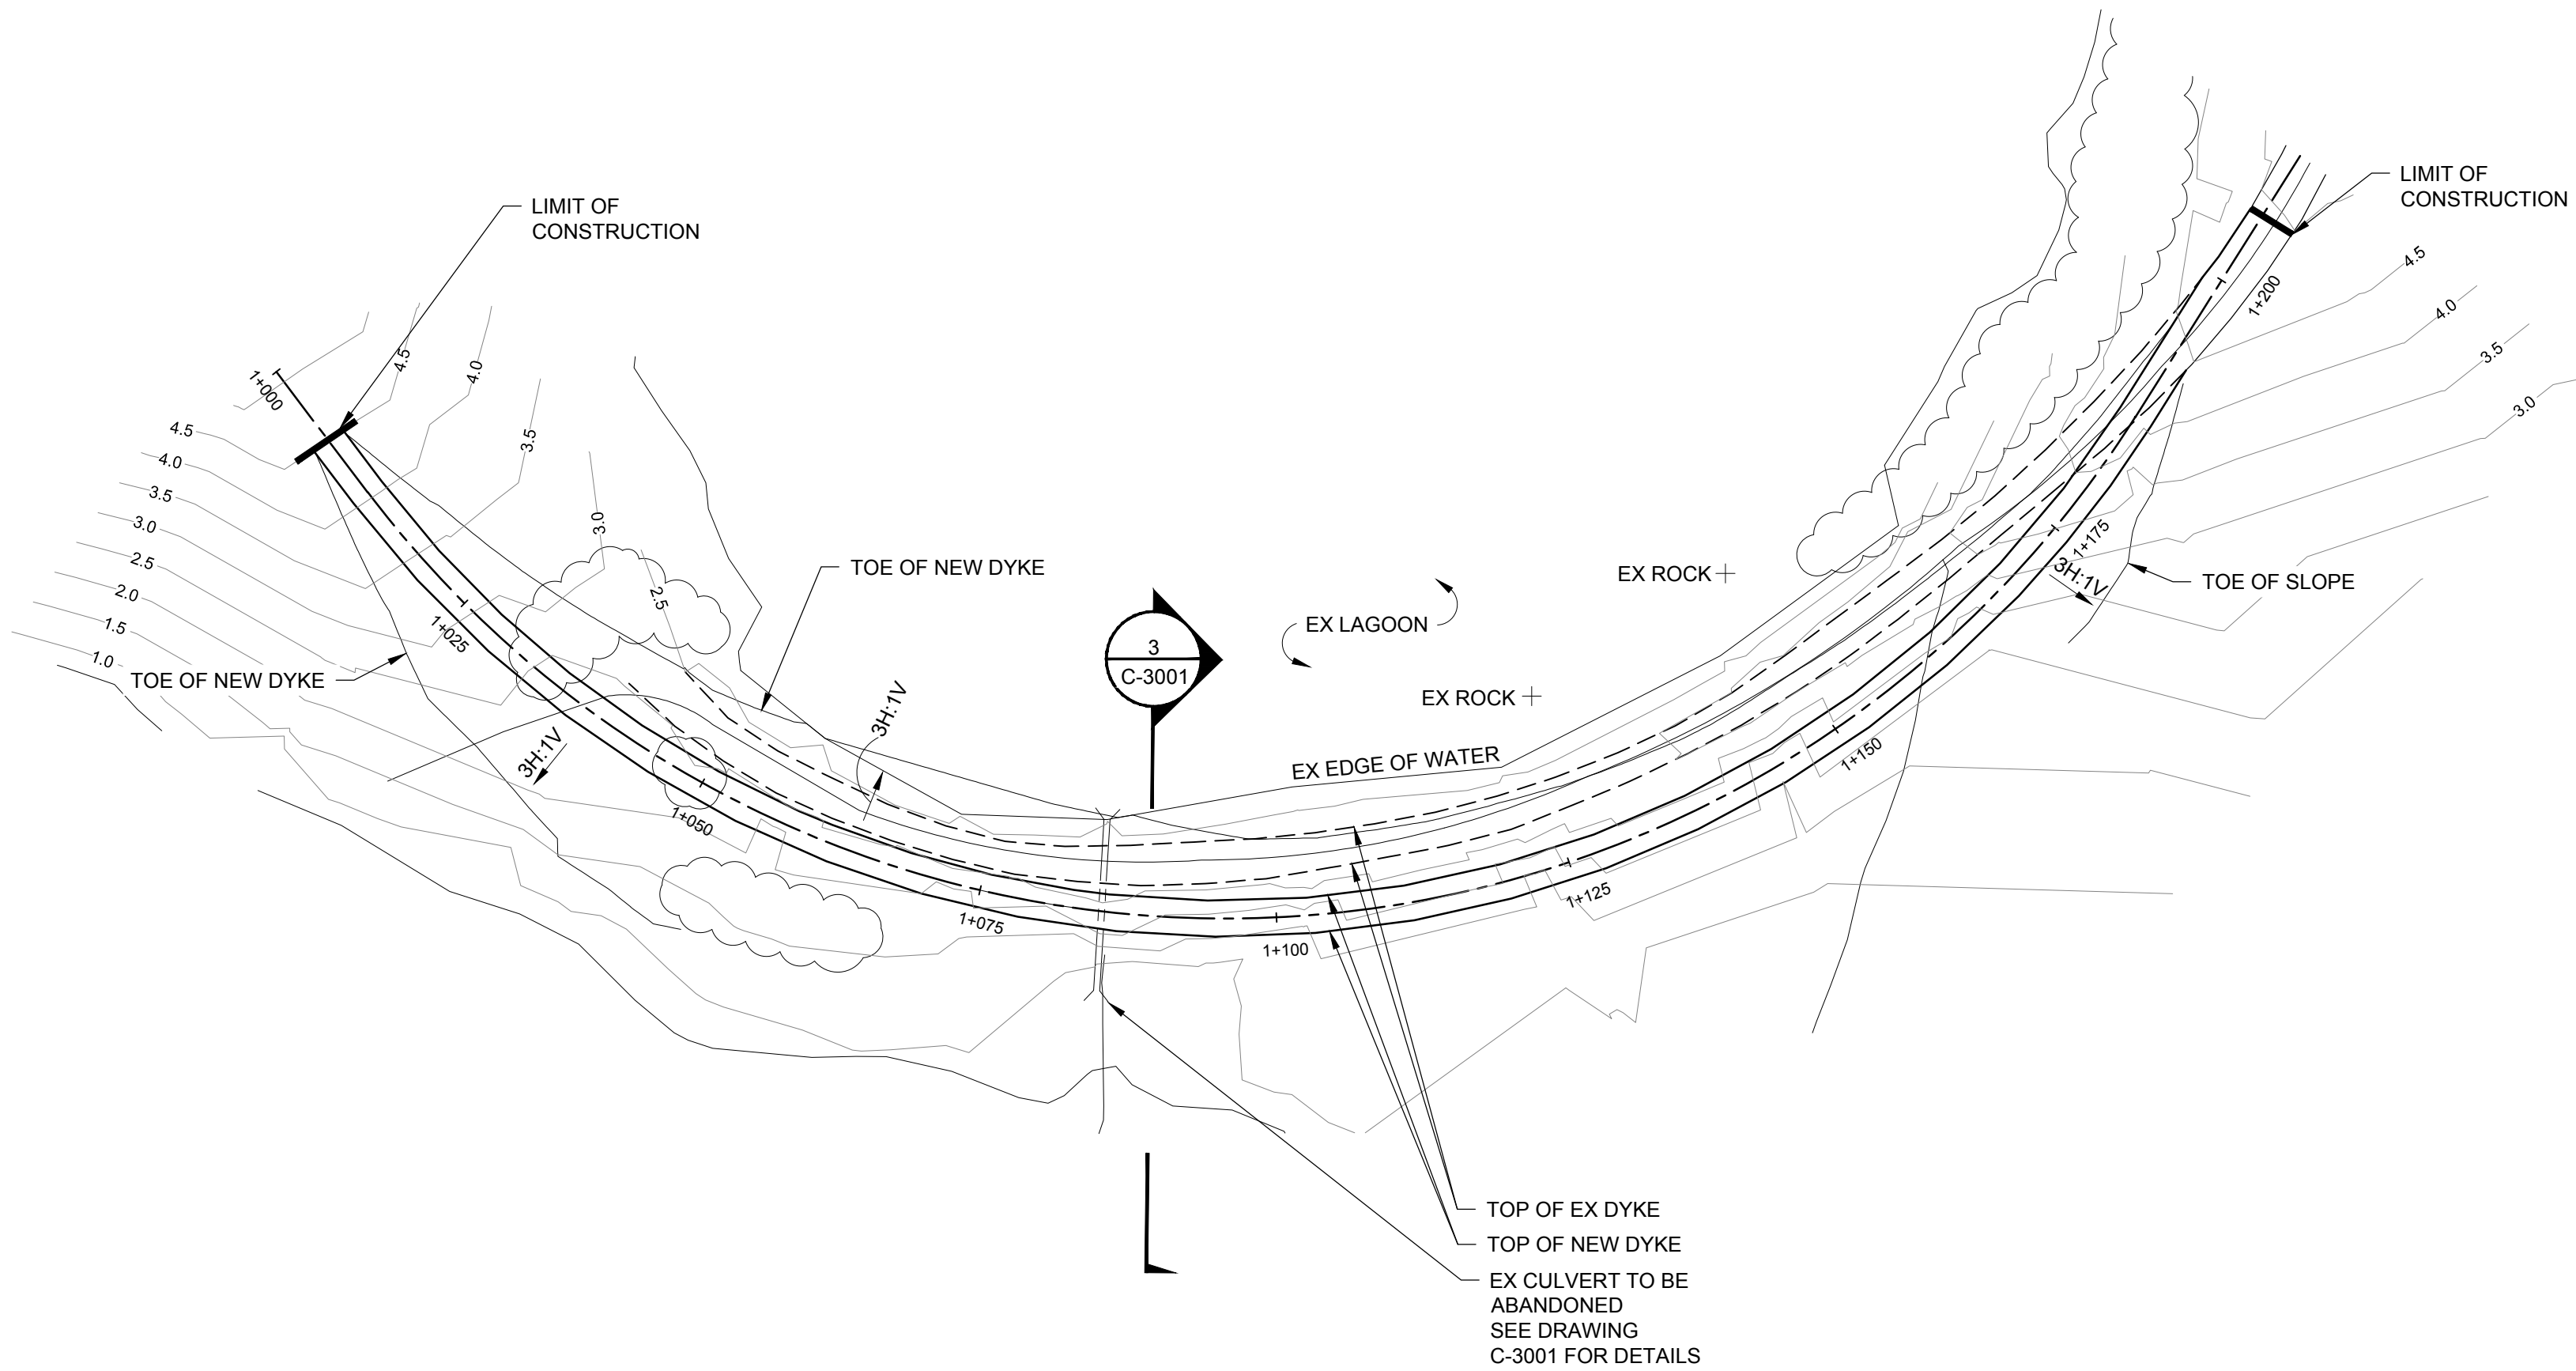 LIMIT OF
CONSTRUCTION
LIMIT OF
CONSTRUCTION
4.5
4.0
3.5
3.0
1+200
1+000
4.5
4.0
3.5
3.0
2.5
4.5
4.0
3.5
3.0
2.5
2.0
1.5
1.0
1+025
TOE OF NEW DYKE
TOE OF NEW DYKE
3H:1V
3H:1V
3
C-3001
EX LAGOON
EX ROCK
EX ROCK
EX EDGE OF WATER
1+175
3H:1V
TOE OF SLOPE
1+150
1+050
1+075
1+100
1+125
TOP OF EX DYKE
TOP OF NEW DYKE
EX CULVERT TO BE
ABANDONED
SEE DRAWING
C-3001 FOR DETAILS